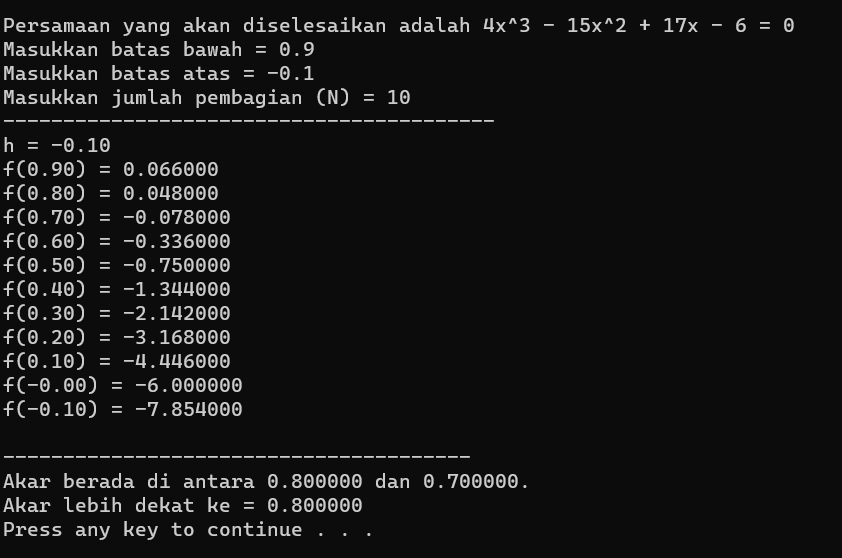 Persamaan yang akan diselesaikan adalah 4x^3 - 15x^2 + 17x - 6 = 0
Masukkan batas bawah = 0.9
Masukkan batas atas = -0.1
Masukkan jumlah pembagian (N) = 10
-----------------------------------------
h = -0.10
f(0.90) = 0.066000
f(0.80) = 0.048000
f(0.70) = -0.078000
f(0.60) = -0.336000
f(0.50) = -0.750000
f(0.40) = -1.344000
f(0.30) = -2.142000
f(0.20) = -3.168000
f(0.10) = -4.446000
f(-0.00) = -6.000000
f(-0.10) = -7.854000

---------------------------------------
Akar berada di antara 0.800000 dan 0.700000.
Akar lebih dekat ke = 0.800000
Press any key to continue . . .